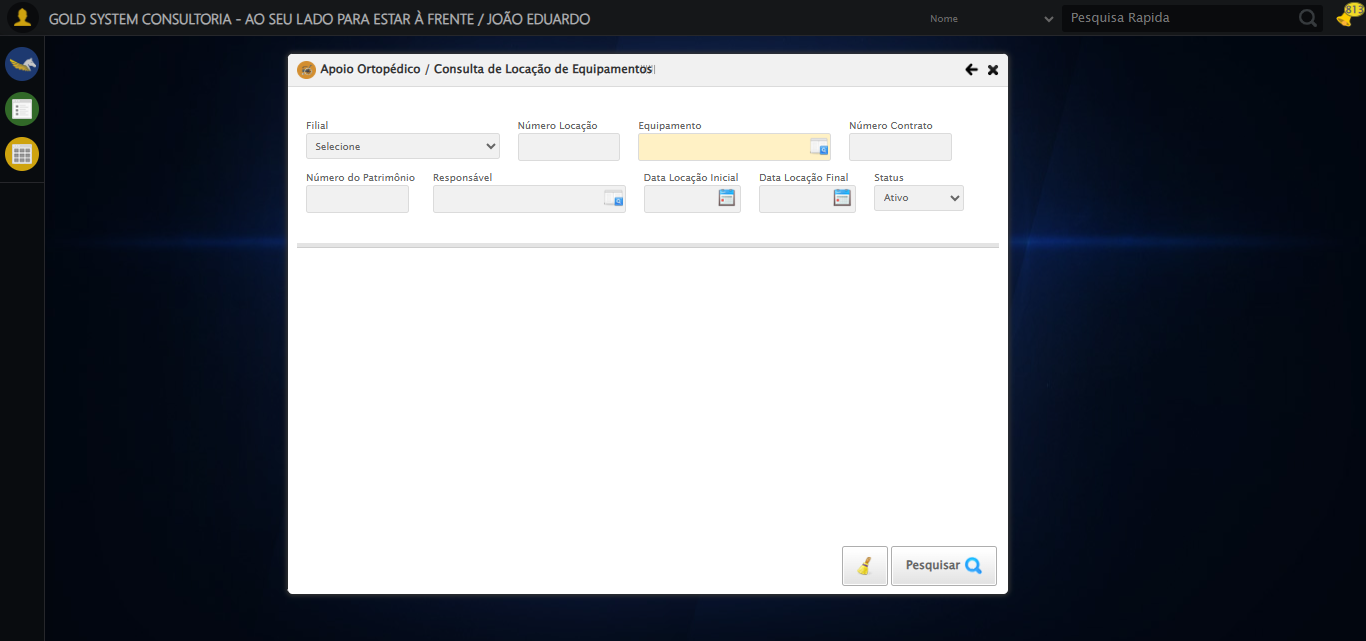 GOLD SYSTEM CONSULTORIA - AO SEU LADO PARA ESTAR À FRENTE / JOÃO EDUARDO
Nome
Pesquisa Rapida
813
Apoio Ortopédico / Consulta de Locação de Equipamentos
Filial
Número Locação
Equipamento
Número Contrato
Selecione
Número do Patrimônio
Responsável
Data Locação Inicial
Data Locação Final
Status
Ativo
Pesquisar